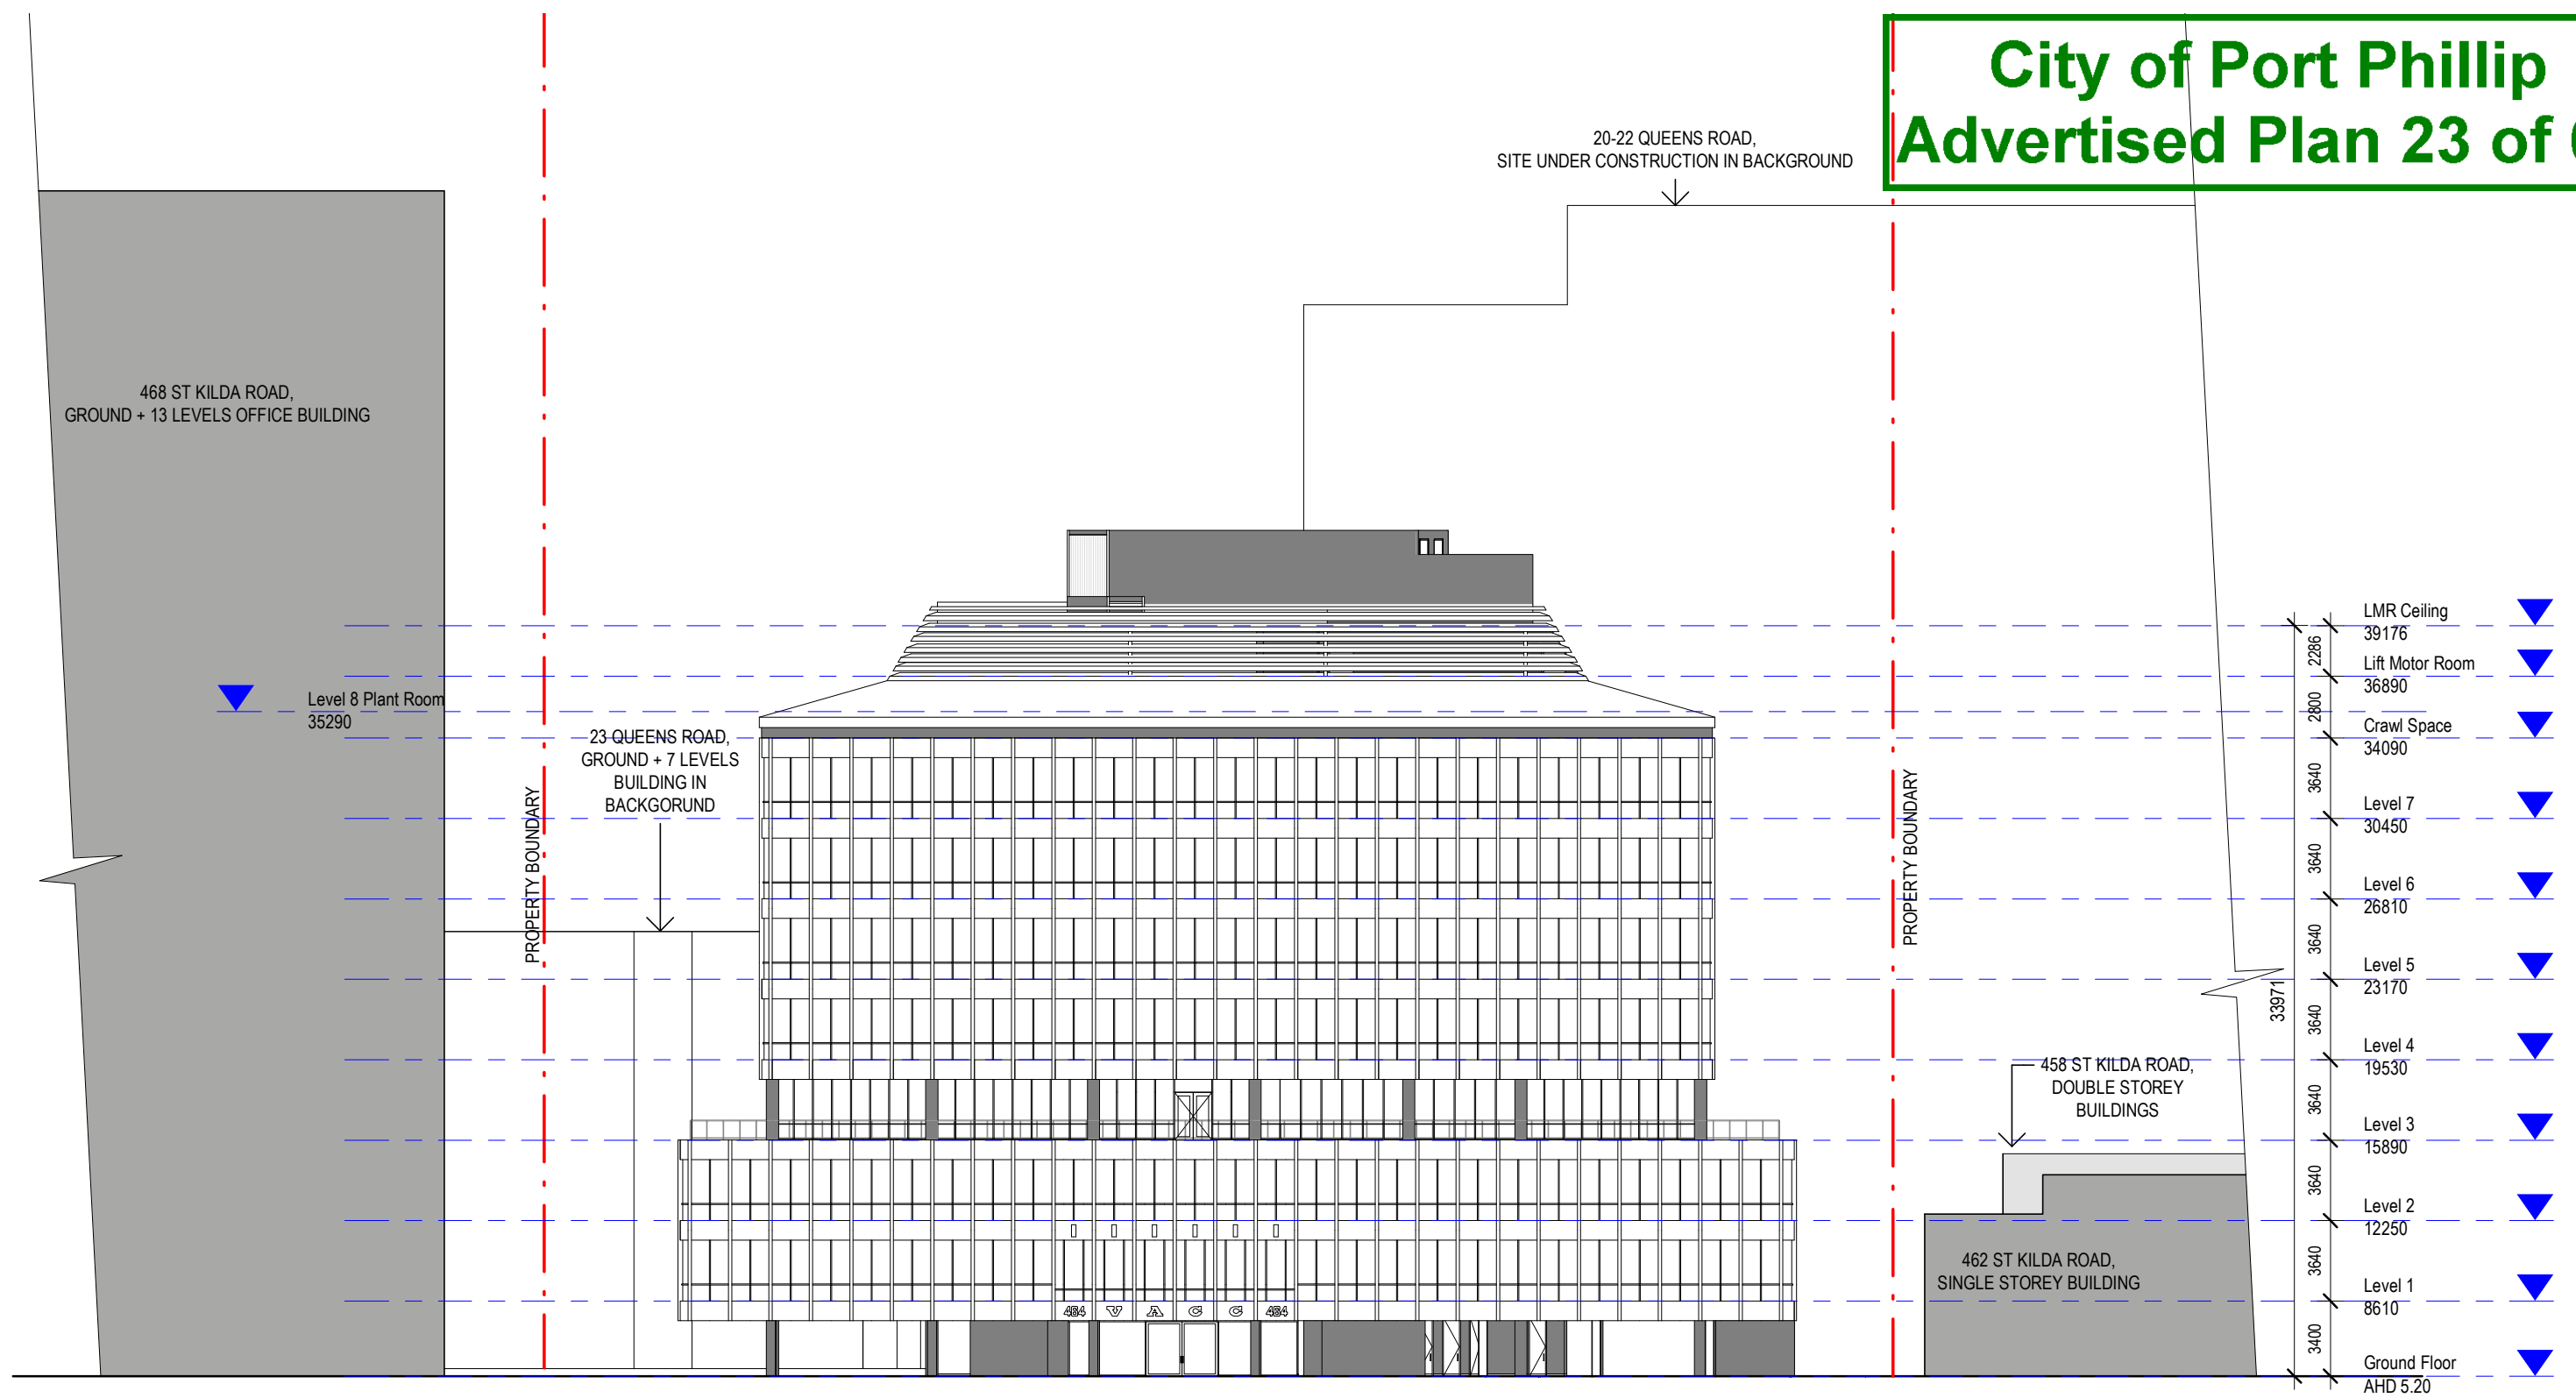 City of Port Phillip
Advertised Plan 23 of
20-22 QUEENS ROAD,
SITE UNDER CONSTRUCTION IN BACKGROUND
468 ST KILDA ROAD,
GROUND + 13 LEVELS OFFICE BUILDING
Level 8 Plant Room
35290
23 QUEENS ROAD,
GROUND + 7 LEVELS
BUILDING IN
BACKGORUND
PROPERTY BOUNDARY
PROPERTY BOUNDARY
458 ST KILDA ROAD,
DOUBLE STOREY
BUILDINGS
462 ST KILDA ROAD,
SINGLE STOREY BUILDING
464 V A C C 464
33971
2286
2800
3640
3640
3640
3640
3640
3640
3640
3400
LMR Ceiling
39176
Lift Motor Room
36890
Crawl Space
34090
Level 7
30450
Level 6
26810
Level 5
23170
Level 4
19530
Level 3
15890
Level 2
12250
Level 1
8610
Ground Floor
AHD 5.20